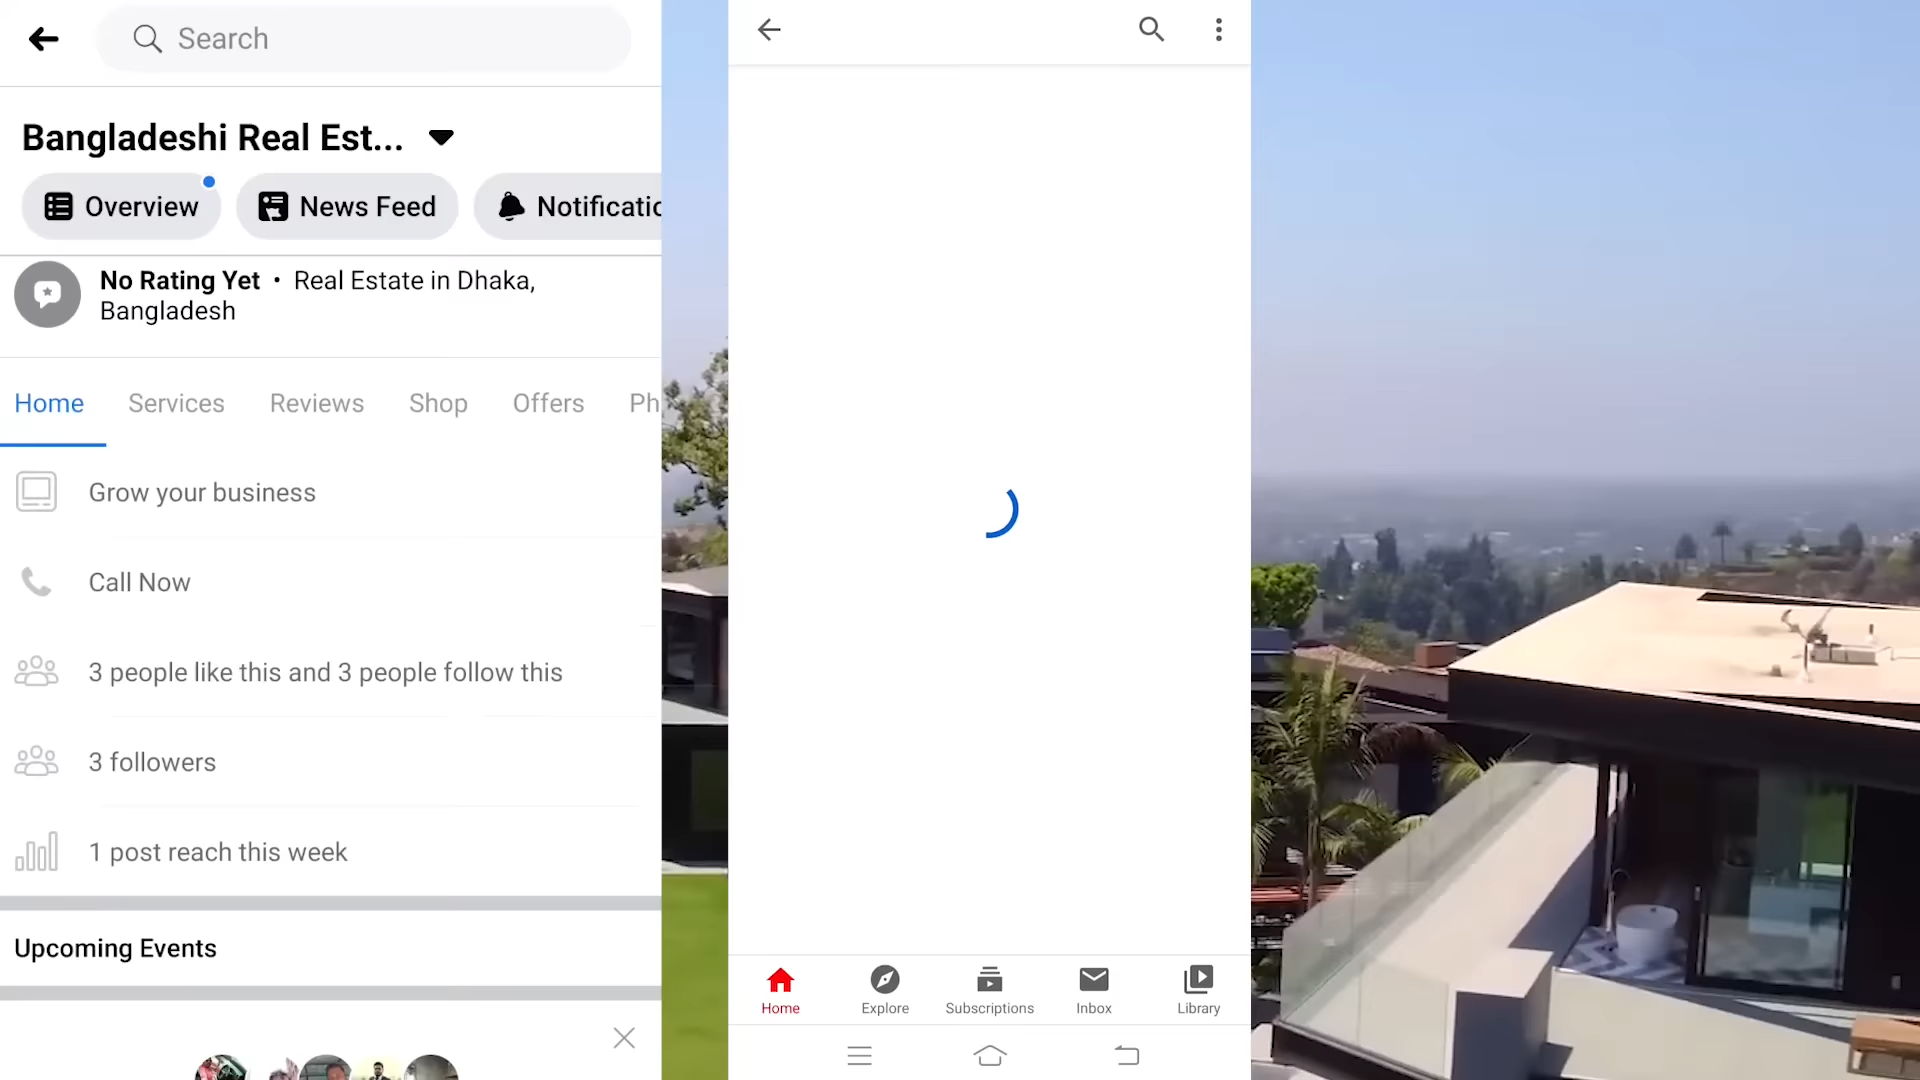 Search
Bangladeshi Real Est...
Overview
News Feed
Notificatio
No Rating Yet • Real Estate in Dhaka,
Bangladesh
Home
Services
Reviews
Shop
Offers
Ph
Grow your business
Call Now
3 people like this and 3 people follow this
3 followers
1 post reach this week
Upcoming Events
Home
Explore
Subscriptions
Inbox
Library